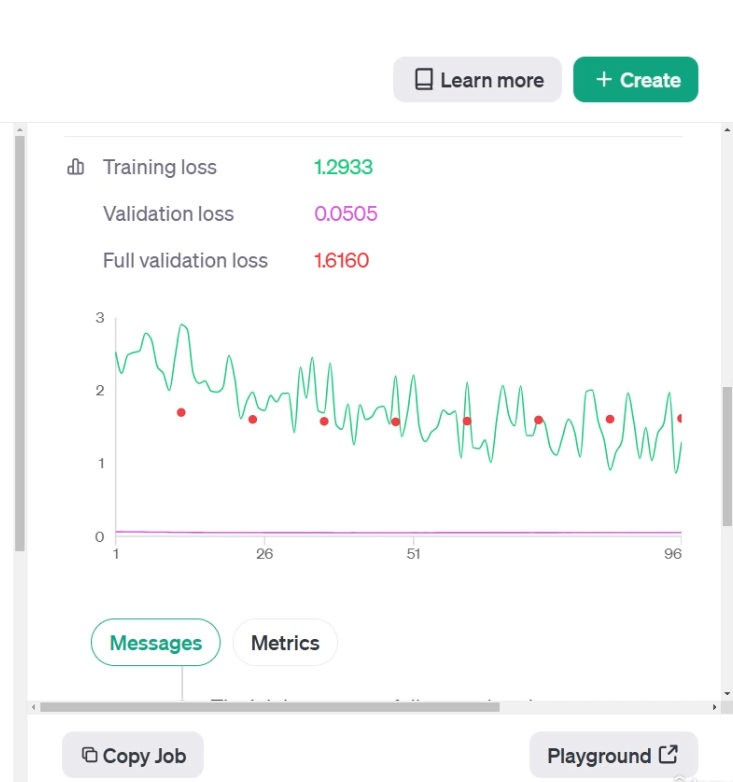 Learn more
+ Create
Training loss 1.2933
Validation loss 0.0505
Full validation loss 1.6160
3
2
1
0
1 26 51 96
Messages Metrics
Copy Job Playground